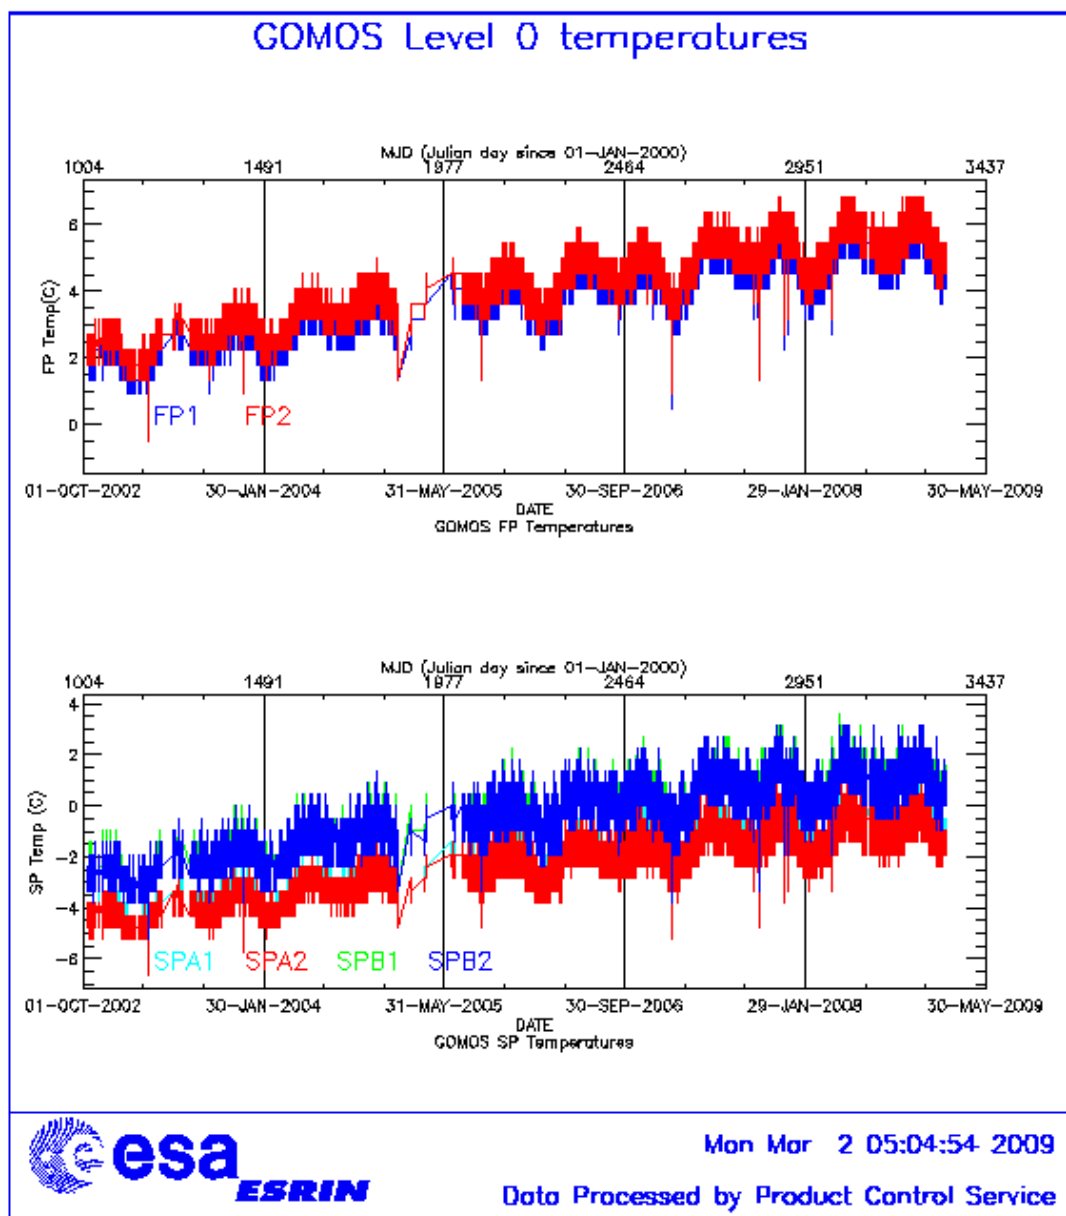 GOMOS Level 0 temperatures
MJD (Julian day since 01-JAN-2000)
1004 1491 1977 2464 2951 3437
6
4
2
0
FP Temp(C)
FP1 FP2
01-OCT-2002 30-JAN-2004 31-MAY-2005 30-SEP-2006 29-JAN-2008 30-MAY-2009
DATE
GOMOS FP Temperatures
MJD (Julian day since 01-JAN-2000)
1004 1491 1977 2464 2951 3437
4
2
0
-2
-4
-6
SP Temp (C)
SPA1 SPA2 SPB1 SPB2
01-OCT-2002 30-JAN-2004 31-MAY-2005 30-SEP-2006 29-JAN-2008 30-MAY-2009
DATE
GOMOS SP Temperatures
esa
ESRIN
Mon Mar 2 05:04:54 2009
Data Processed by Product Control Service